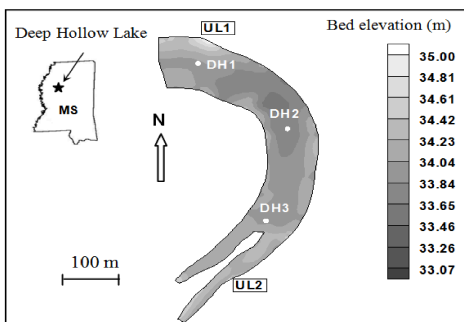 Deep Hollow Lake
MS
N
100 m
UL1
DH1
DH2
DH3
UL2
Bed elevation (m)
35.00
34.81
34.61
34.42
34.23
34.04
33.84
33.65
33.46
33.26
33.07